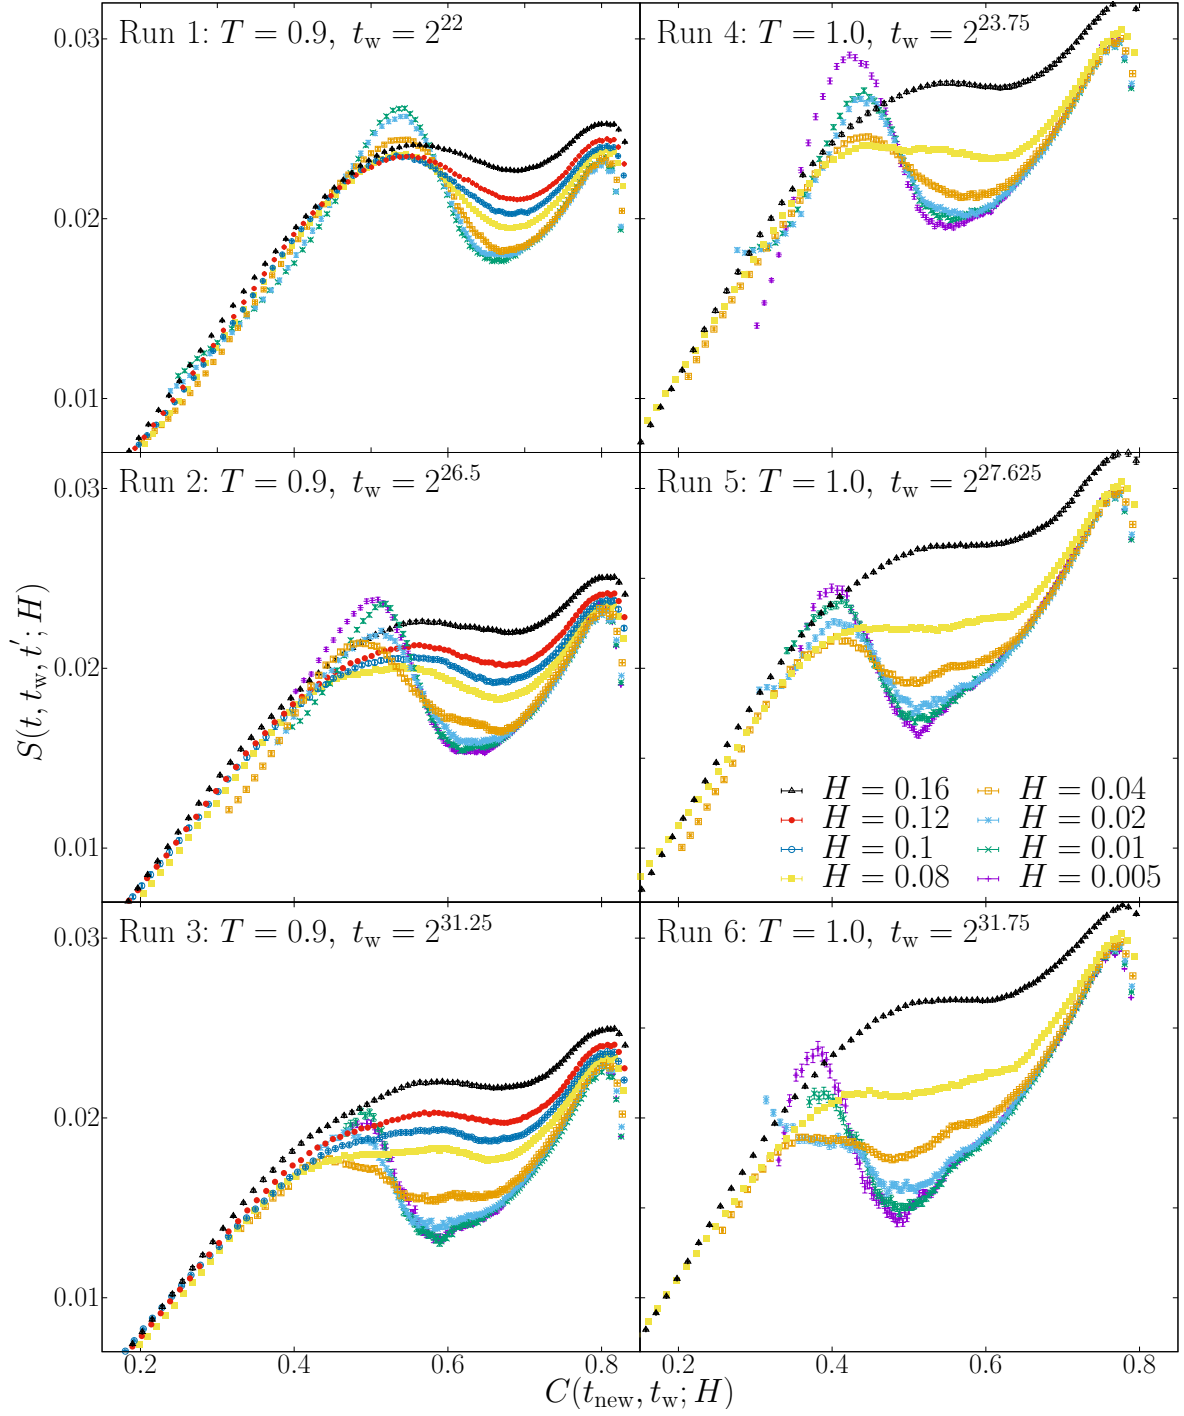 Run 1: T = 0.9, t_w = 2^22
Run 4: T = 1.0, t_w = 2^23.75
0.03
0.02
0.01
Run 2: T = 0.9, t_w = 2^26.5
Run 5: T = 1.0, t_w = 2^27.625
0.03
0.02
0.01
S(t, t_w, t′; H)
H = 0.16
H = 0.04
H = 0.12
H = 0.02
H = 0.1
H = 0.01
H = 0.08
H = 0.005
Run 3: T = 0.9, t_w = 2^31.25
Run 6: T = 1.0, t_w = 2^31.75
0.03
0.02
0.01
0.2 0.4 0.6 0.8 0.2 0.4 0.6 0.8
C(t_new, t_w; H)